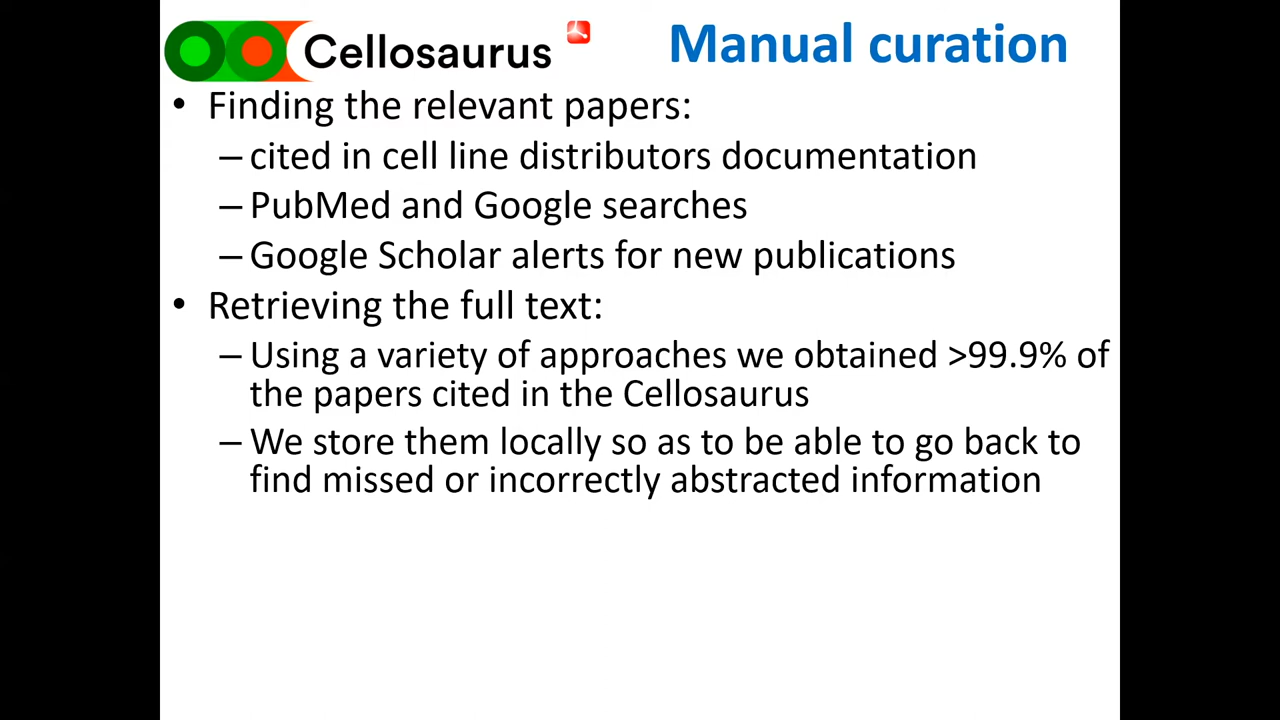 Cellosaurus
Manual curation
• Finding the relevant papers:
– cited in cell line distributors documentation
– PubMed and Google searches
– Google Scholar alerts for new publications
• Retrieving the full text:
– Using a variety of approaches we obtained >99.9% of
the papers cited in the Cellosaurus
– We store them locally so as to be able to go back to
find missed or incorrectly abstracted information